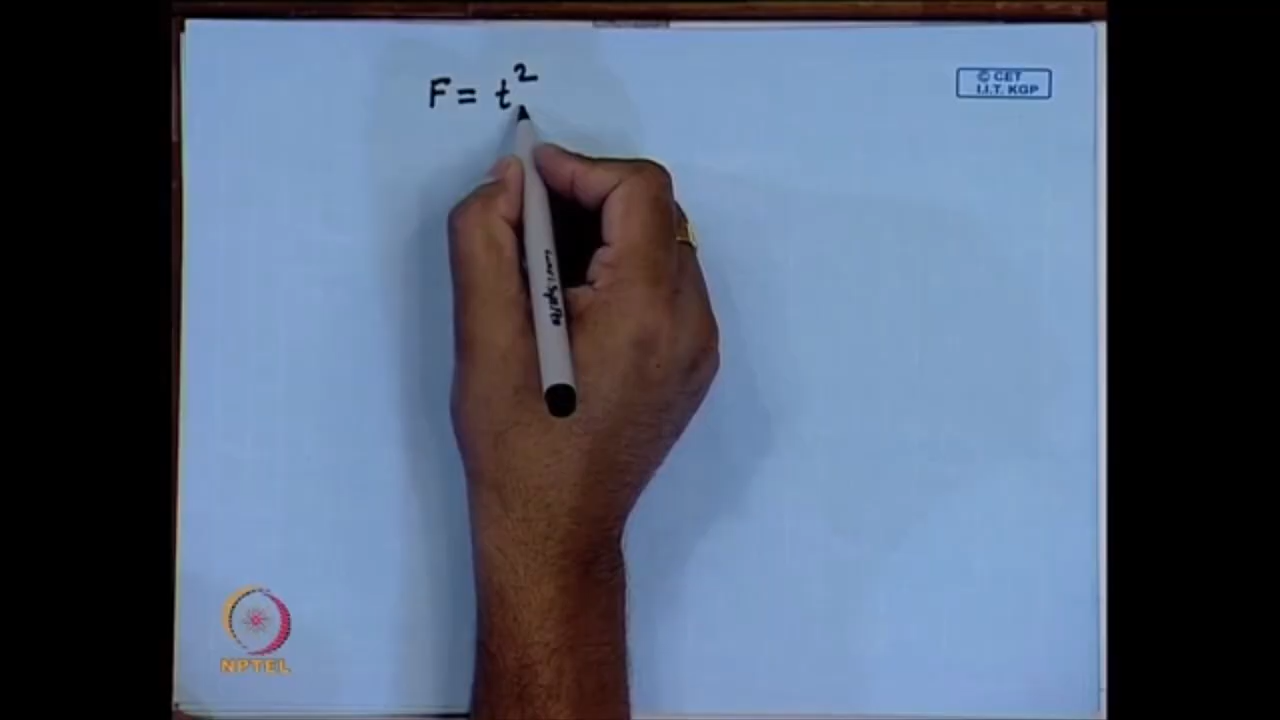 F = t²
© CET
I.I.T. KGP
NPTEL